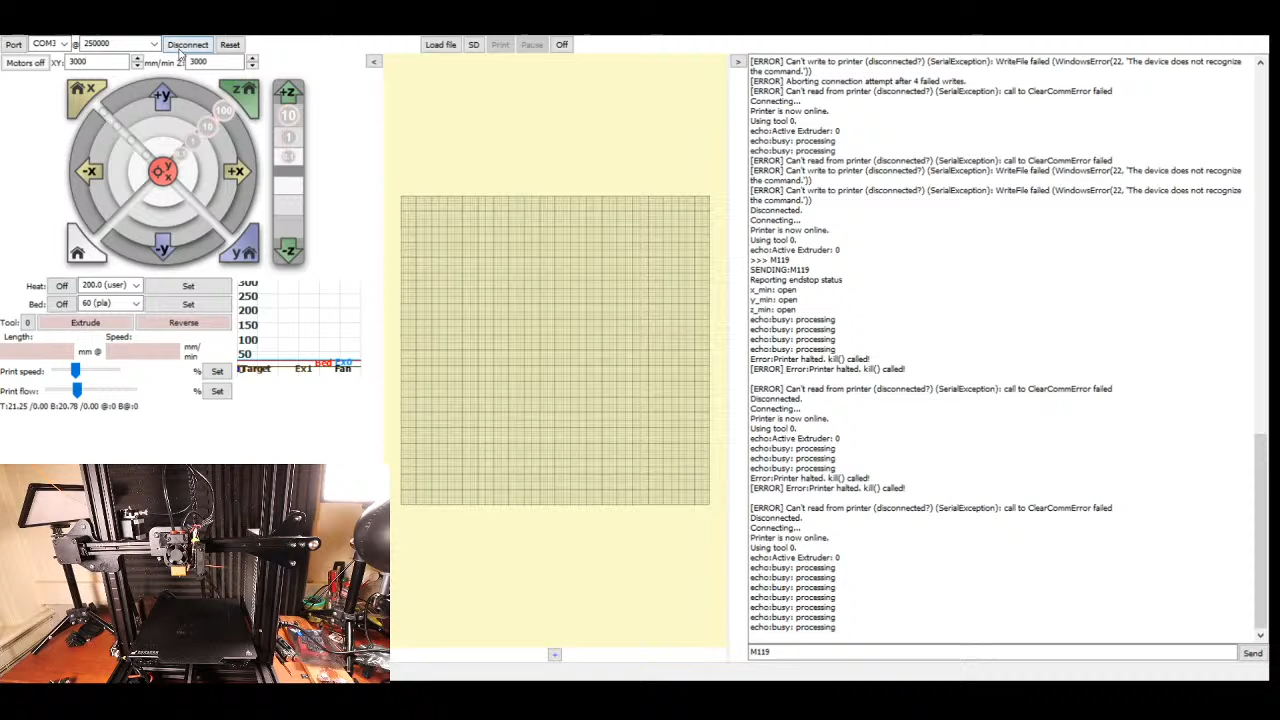 Port COM3 @ 250000 Disconnect Reset
Load file SD Print Pause Off
Motors off XY: 3000 mm/min Z: 3000
< >
X Z
+y +z
100
10
1
10
1
-x y x +x
-y y -z
Heat: Off 200.0 (user) Set
Bed: Off 60 (pla) Set
Tool: 0 Extrude Reverse
Length: Speed:
mm @ mm/
min
Print speed: % Set
Print flow: % Set
T:21.25 /0.00 B:20.78 /0.00 @:0 B@:0
300
250
200
150
100
50
Bed Ex0
Target Ex1 Fan
+
[ERROR] Can't write to printer (disconnected?) (SerialException): WriteFile failed (WindowsError(22, 'The device does not recognize
the command.'))
[ERROR] Aborting connection attempt after 4 failed writes.
[ERROR] Can't read from printer (disconnected?) (SerialException): call to ClearCommError failed
Connecting...
Printer is now online.
Using tool 0.
echo:Active Extruder: 0
echo:busy: processing
echo:busy: processing
[ERROR] Can't read from printer (disconnected?) (SerialException): call to ClearCommError failed
[ERROR] Can't write to printer (disconnected?) (SerialException): WriteFile failed (WindowsError(22, 'The device does not recognize
the command.'))
[ERROR] Can't write to printer (disconnected?) (SerialException): WriteFile failed (WindowsError(22, 'The device does not recognize
the command.'))
Disconnected.
Connecting...
Printer is now online.
Using tool 0.
echo:Active Extruder: 0
>>> M119
SENDING:M119
Reporting endstop status
x_min: open
y_min: open
z_min: open
echo:busy: processing
echo:busy: processing
echo:busy: processing
echo:busy: processing
Error:Printer halted. kill() called!
[ERROR] Error:Printer halted. kill() called!
[ERROR] Can't read from printer (disconnected?) (SerialException): call to ClearCommError failed
Disconnected.
Connecting...
Printer is now online.
Using tool 0.
echo:Active Extruder: 0
echo:busy: processing
echo:busy: processing
echo:busy: processing
Error:Printer halted. kill() called!
[ERROR] Error:Printer halted. kill() called!
[ERROR] Can't read from printer (disconnected?) (SerialException): call to ClearCommError failed
Disconnected.
Connecting...
Printer is now online.
Using tool 0.
echo:Active Extruder: 0
echo:busy: processing
echo:busy: processing
echo:busy: processing
echo:busy: processing
echo:busy: processing
echo:busy: processing
echo:busy: processing
M119 Send